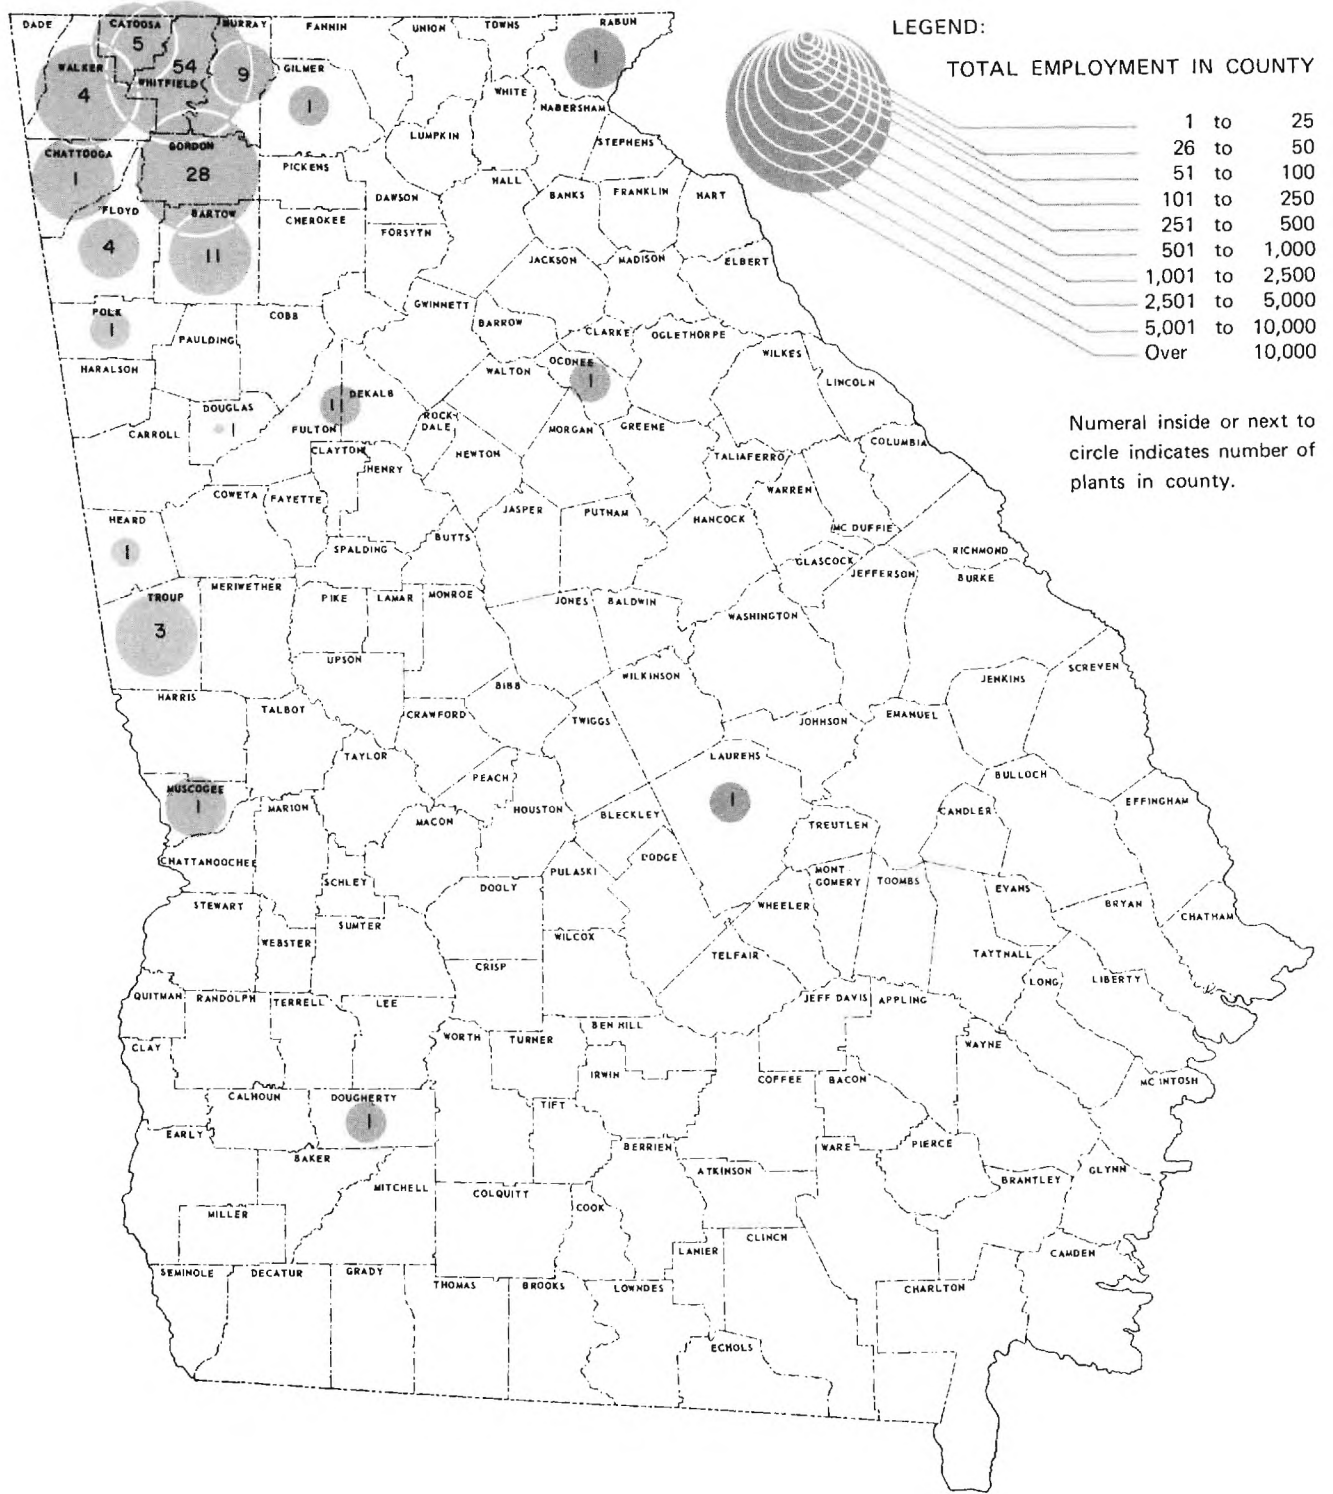 LEGEND:
TOTAL EMPLOYMENT IN COUNTY
1 to 25
26 to 50
51 to 100
101 to 250
251 to 500
501 to 1,000
1,001 to 2,500
2,501 to 5,000
5,001 to 10,000
Over 10,000
Numeral inside or next to
circle indicates number of
plants in county.
DADE
CATOOSA
5
MURRAY
9
FANNIN
UNION
TOWNS
RABUN
1
WALKER
4
54
WHITFIELD
GILMER
1
WHITE
HABERSHAM
LUMPKIN
STEPHENS
CHATTOOGA
1
GORDON
28
PICKENS
DAWSON
HALL
BANKS
FRANKLIN
HART
FLOYD
4
BARTOW
11
CHEROKEE
FORSYTH
JACKSON
MADISON
ELBERT
POLK
1
PAULDING
COBB
GWINNETT
BARROW
CLARKE
OGLETHORPE
HARALSON
WALTON
OCONEE
1
WILKES
LINCOLN
CARROLL
DOUGLAS
1
FULTON
11
DEKALB
ROCK-
DALE
MORGAN
GREENE
CLAYTON
HENRY
NEWTON
TALIAFERRO
COLUMBIA
COWETA
FAYETTE
WARREN
HEARD
1
SPALDING
BUTTS
JASPER
PUTNAM
HANCOCK
MC DUFFIE
GLASCOCK
RICHMOND
JEFFERSON
BURKE
TROUP
3
MERIWETHER
PIKE
LAMAR
MONROE
JONES
BALDWIN
WASHINGTON
UPSON
BIBB
WILKINSON
JENKINS
SCREVEN
HARRIS
TALBOT
CRAWFORD
TWIGGS
JOHNSON
EMANUEL
TAYLOR
PEACH
LAUREHS
1
BULLOCH
EFFINGHAM
MUSCOGEE
1
MARION
MACON
HOUSTON
BLECKLEY
TREUTLEN
CANDLER
CHATTAHOOCHEE
SCHLEY
DOOLY
PULASKI
DODGE
MONT
GOMERY
TOOMBS
EVANS
STEWART
WEBSTER
SUMTER
WILCOX
WHEELER
BRYAN
CHATHAM
CRISP
TELFAIR
TAYTNALL
LONG
LIBERTY
QUITMAN
RANDOLPH
TERRELL
LEE
JEFF DAVIS
APPLING
CLAY
WORTH
TURNER
BEN HILL
WAYNE
MC INTOSH
IRWIN
COFFEE
BACON
CALHOUN
DOUGHERTY
1
TIFT
EARLY
BAKER
BERRIEN
WARE
PIERCE
ATKINSON
BRANTLEY
GLYNN
MITCHELL
COLQUITT
COOK
MILLER
LANIER
CLINCH
CAMDEN
SEMINOLE
DECATUR
GRADY
THOMAS
BROOKS
LOWNDES
CHARLTON
ECHOLS